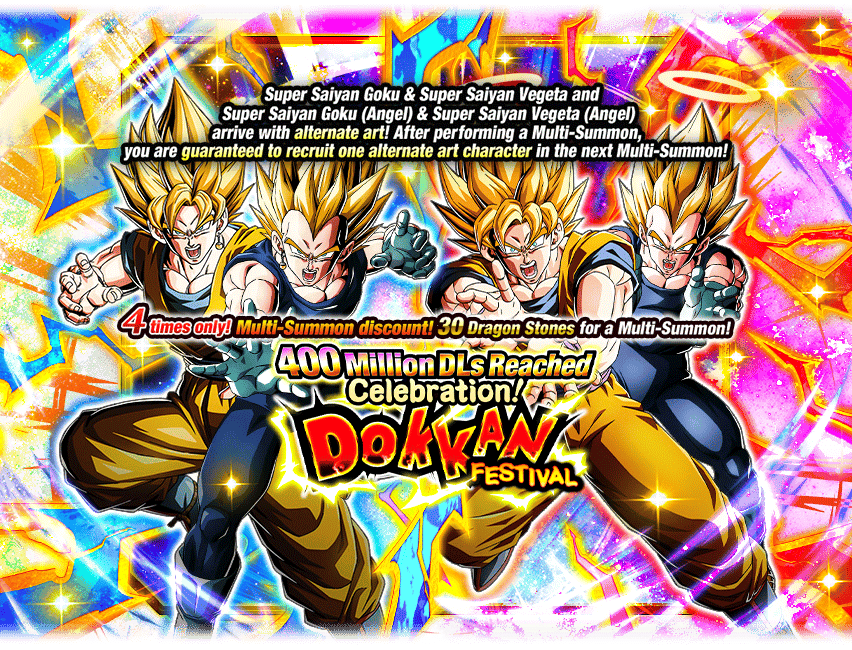 Super Saiyan Goku & Super Saiyan Vegeta and
Super Saiyan Goku (Angel) & Super Saiyan Vegeta (Angel)
arrive with alternate art! After performing a Multi-Summon,
you are guaranteed to recruit one alternate art character in the next Multi-Summon!
4 times only! Multi-Summon discount! 30 Dragon Stones for a Multi-Summon!
400 Million DLs Reached
Celebration!
DOKKAN
FESTIVAL